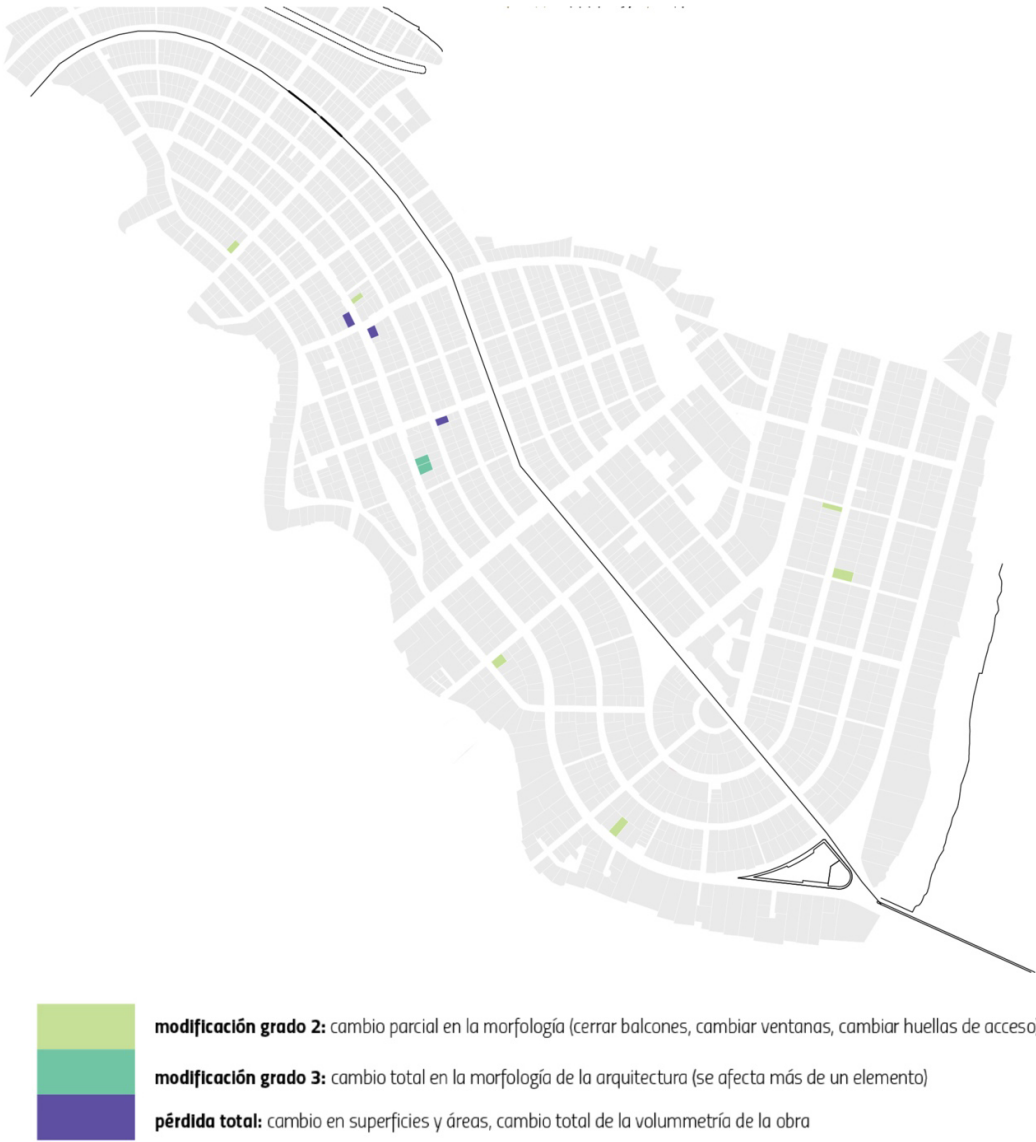 modificación grado 2: cambio parcial en la morfología (cerrar balcones, cambiar ventanas, cambiar huellas de acceso)
modificación grado 3: cambio total en la morfología de la arquitectura (se afecta más de un elemento)
pérdida total: cambio en superficies y áreas, cambio total de la volummetría de la obra